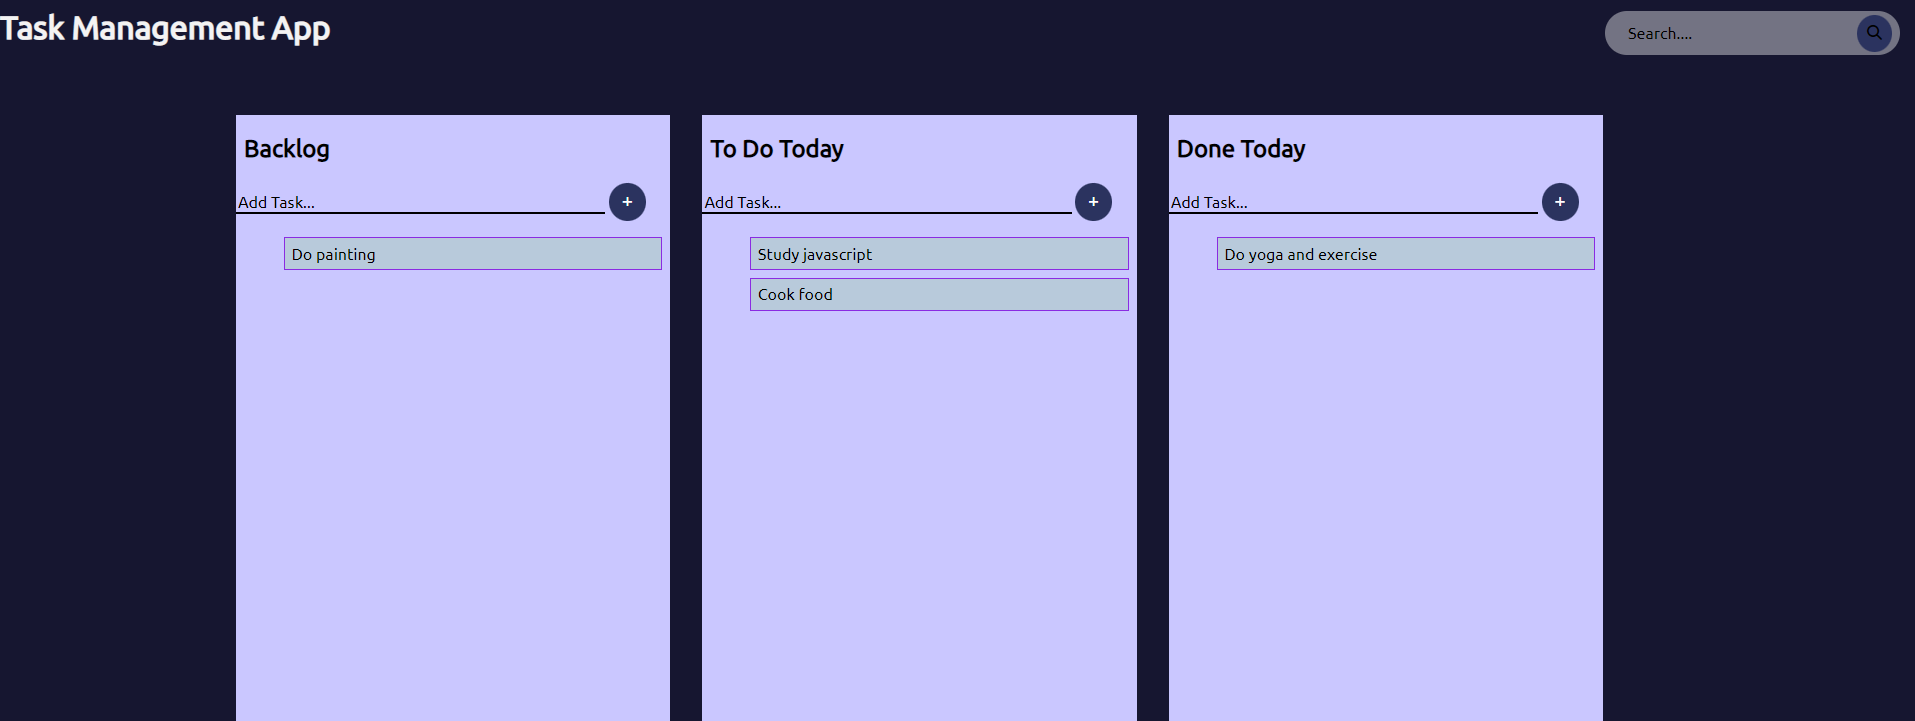 Task Management App
Search....
Backlog
Add Task...
+
Do painting
To Do Today
Add Task...
+
Study javascript
Cook food
Done Today
Add Task...
+
Do yoga and exercise